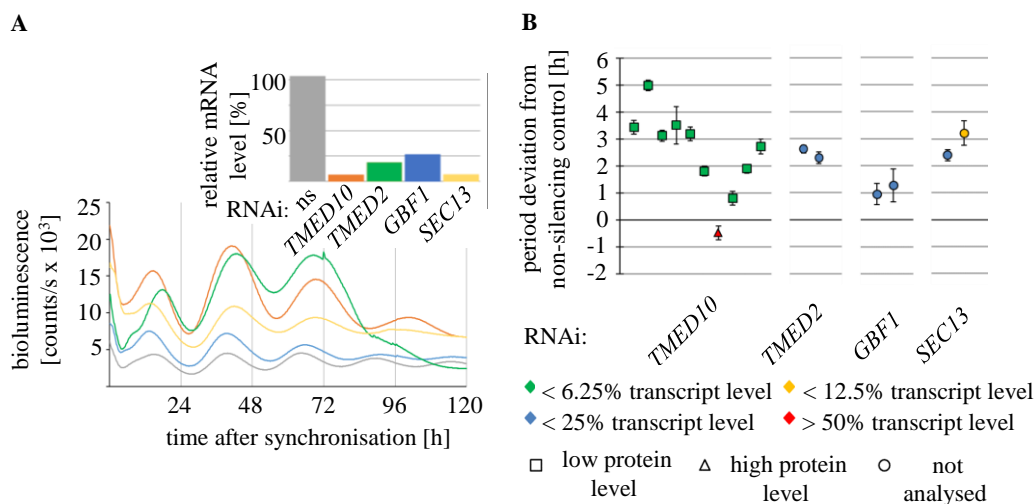 A
relative mRNA
level [%]
100
50
RNAi:
ns
TMED10
TMED2
GBF1
SEC13
bioluminescence
[counts/s x 10³]
25
20
15
10
5
24
48
72
96
120
time after synchronisation [h]
B
period deviation from
non-silencing control [h]
6
5
4
3
2
1
0
-1
-2
RNAi:
TMED10
TMED2
GBF1
SEC13
< 6.25% transcript level
< 12.5% transcript level
< 25% transcript level
> 50% transcript level
low protein
level
high protein
level
not
analysed